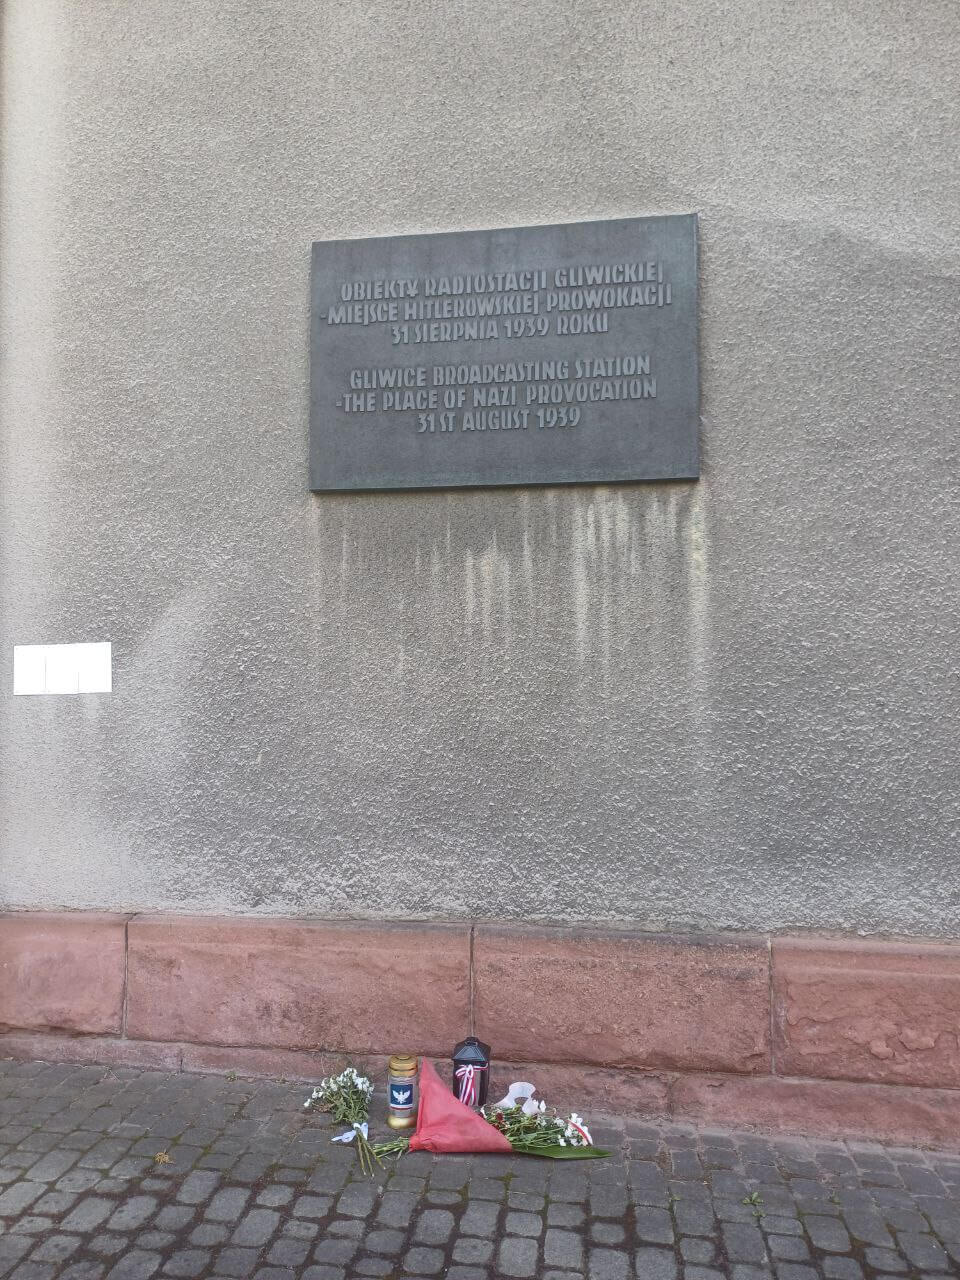 OBIEKTY RADIOSTACJI GLIWICKIEJ
-MIEJSCE HITLEROWSKIEJ PROWOKACJI
31 SIERPNIA 1939 ROKU
GLIWICE BROADCASTING STATION
-THE PLACE OF NAZI PROVOCATION
31 ST AUGUST 1939